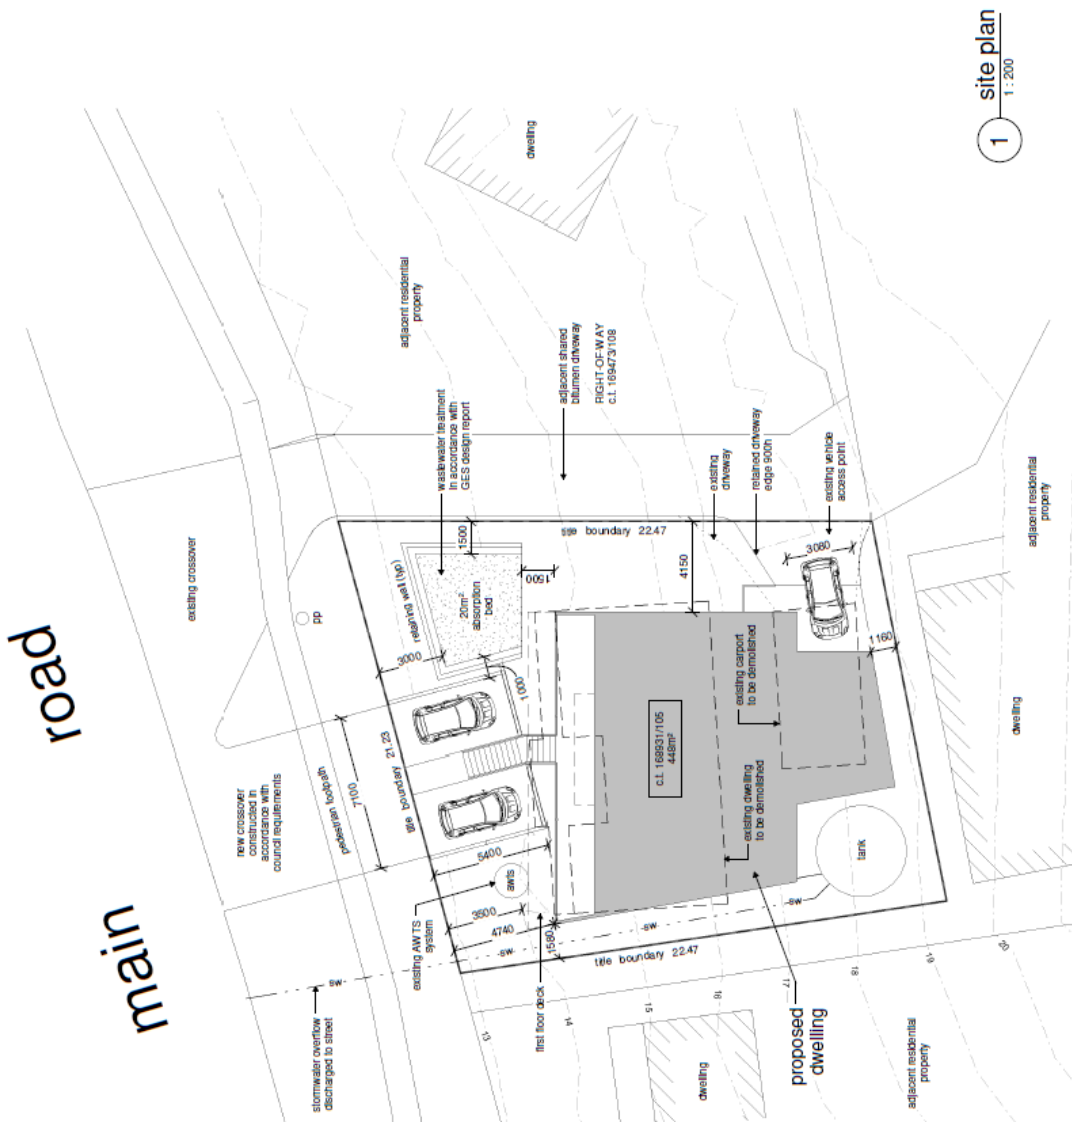 main
road
site plan
1 : 200
1
stormwater overflow
discharged to street
new crossover
constructed in
accordance with
council requirements
existing crossover
pp
pedestrian footpath
7100
title boundary 21.23
retaining wall (typ)
3000
20m²
absorption
bed
1500
1500
1000
wastewater treatment
in accordance with
GES design report
adjacent residential
property
dwelling
adjacent shared
bitumen driveway
RIGHT-OF-WAY
c.t. 169473/108
title boundary 22.47
4150
existing
driveway
retained driveway
edge 900h
existing vehicle
access point
3080
1160
existing AWTS
system
awts
5400
3500
4740
1580
first floor deck
sw
sw
sw
sw
title boundary 22.47
c.t. 168931/105
448m²
existing dwelling
to be demolished
existing carport
to be demolished
tank
proposed
dwelling
dwelling
adjacent residential
property
dwelling
adjacent residential
property
13
14
15
16
17
18
19
20